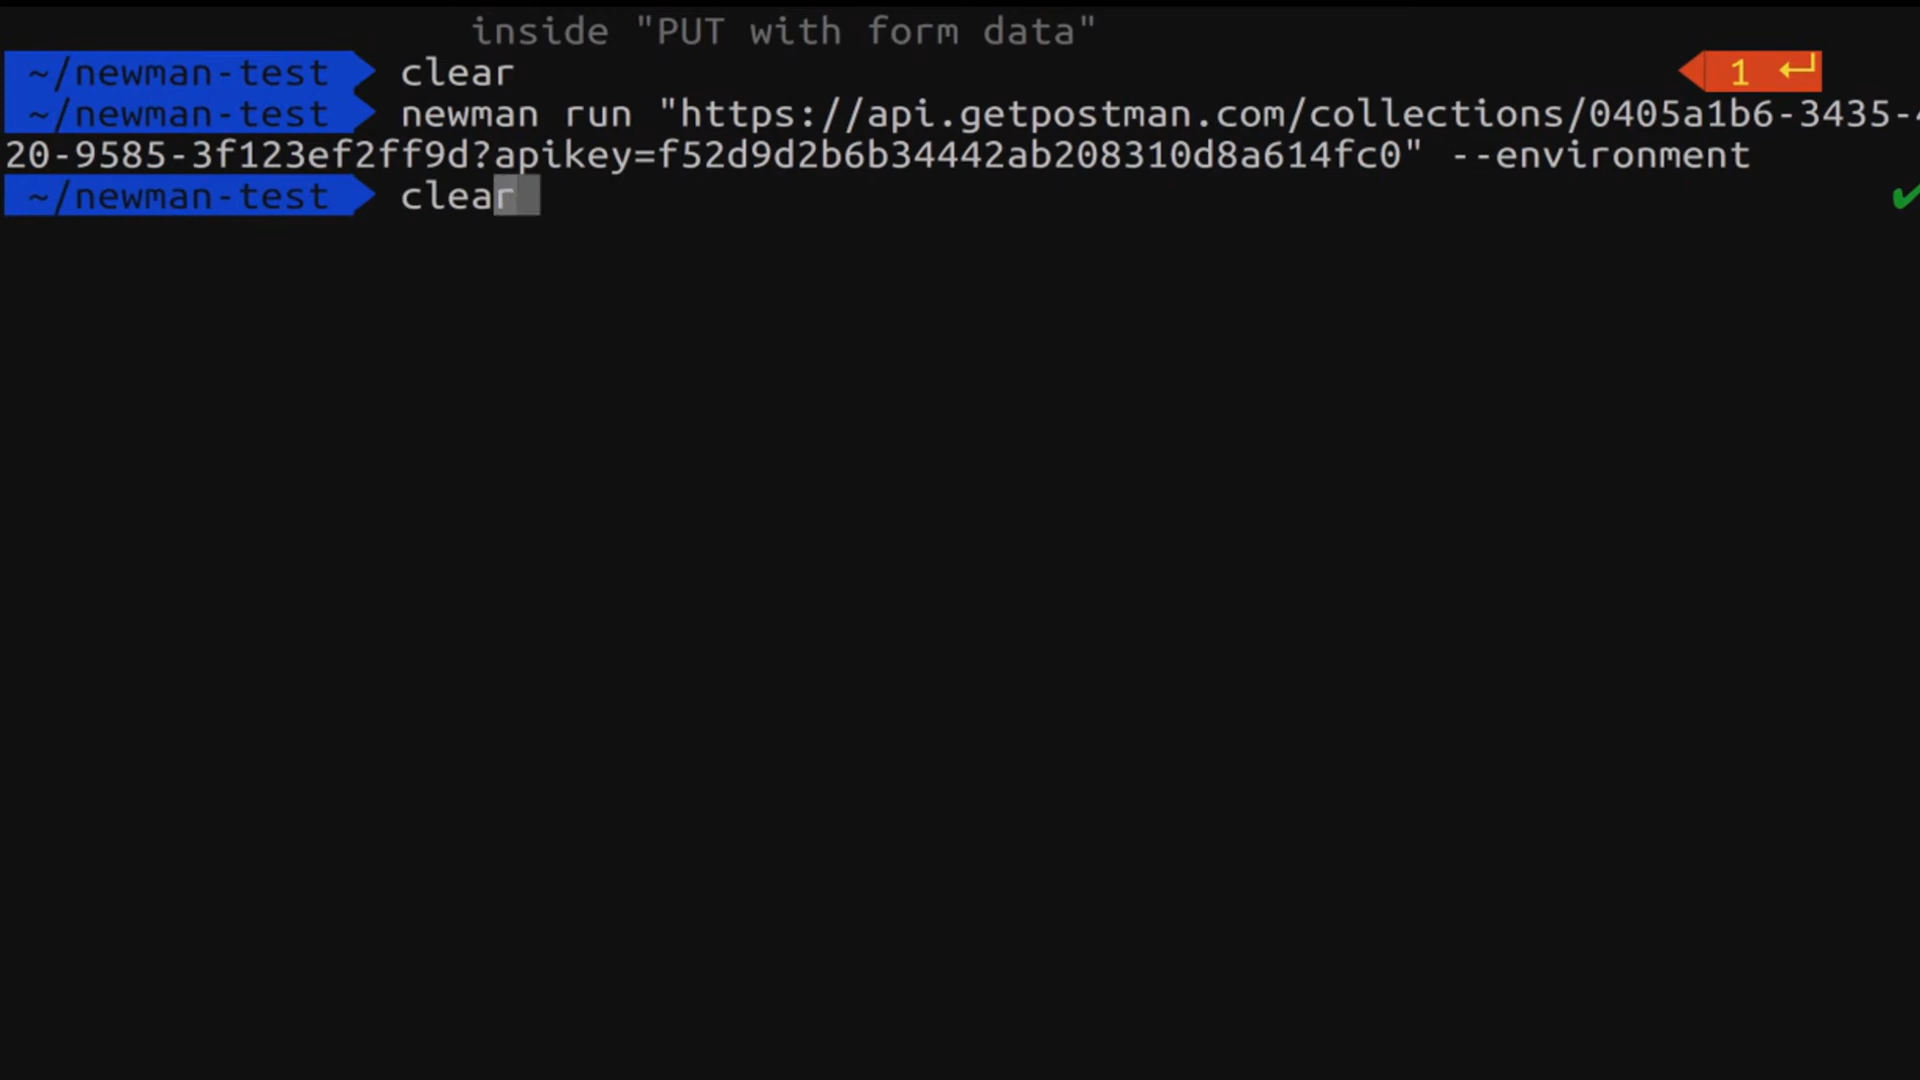 inside "PUT with form data"
~/newman-test clear 1 ↵
~/newman-test newman run "https://api.getpostman.com/collections/0405a1b6-3435-4
20-9585-3f123ef2ff9d?apikey=f52d9d2b6b34442ab208310d8a614fc0" --environment
~/newman-test clear ✔